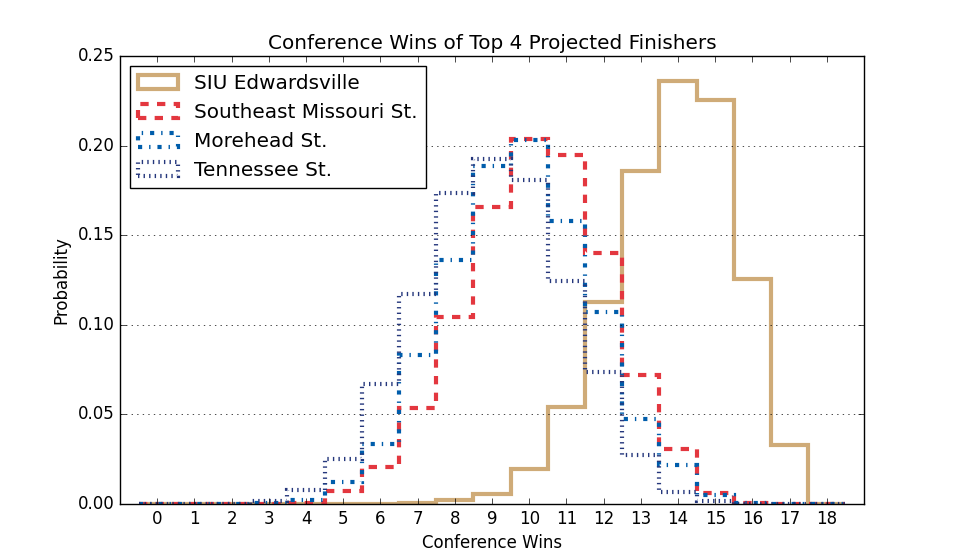 Conference Wins of Top 4 Projected Finishers
SIU Edwardsville
Southeast Missouri St.
Morehead St.
Tennessee St.
0.25
0.20
0.15
0.10
0.05
0.00
Probability
0 1 2 3 4 5 6 7 8 9 10 11 12 13 14 15 16 17 18
Conference Wins